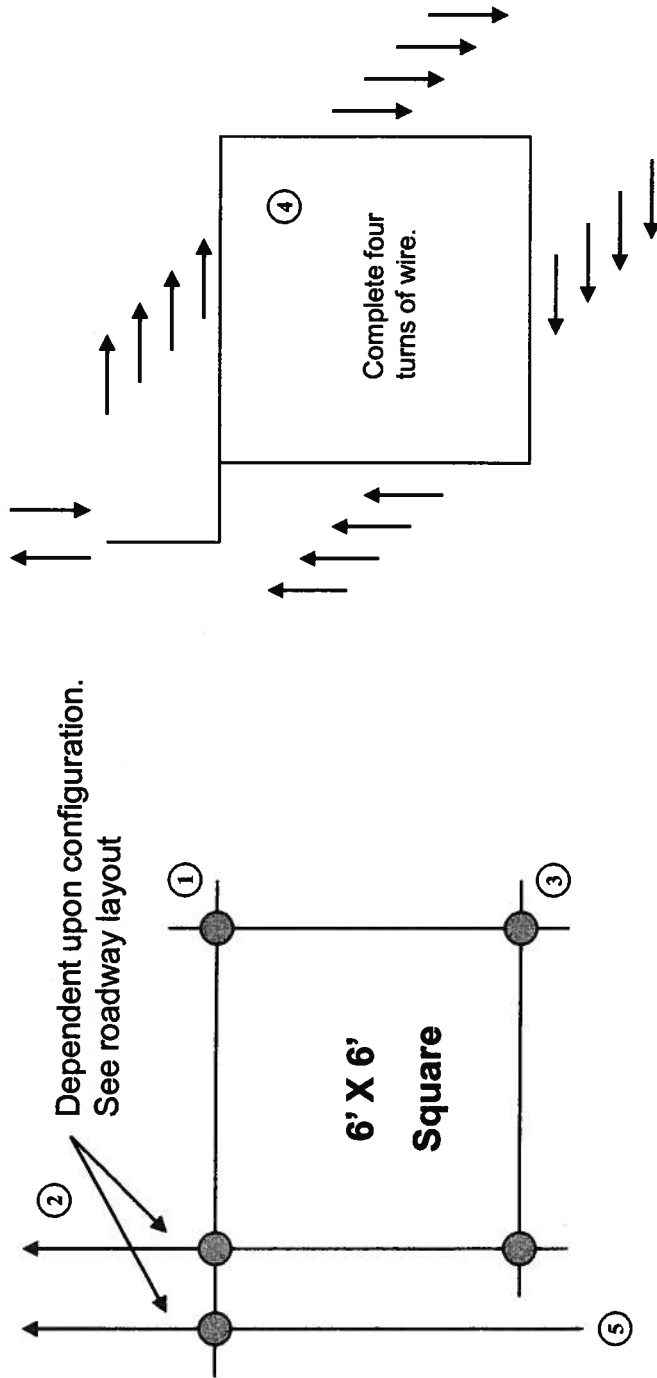 Dependent upon configuration.
See roadway layout
2
1
6’ X 6’
Square
3
5
4
Complete four
turns of wire.